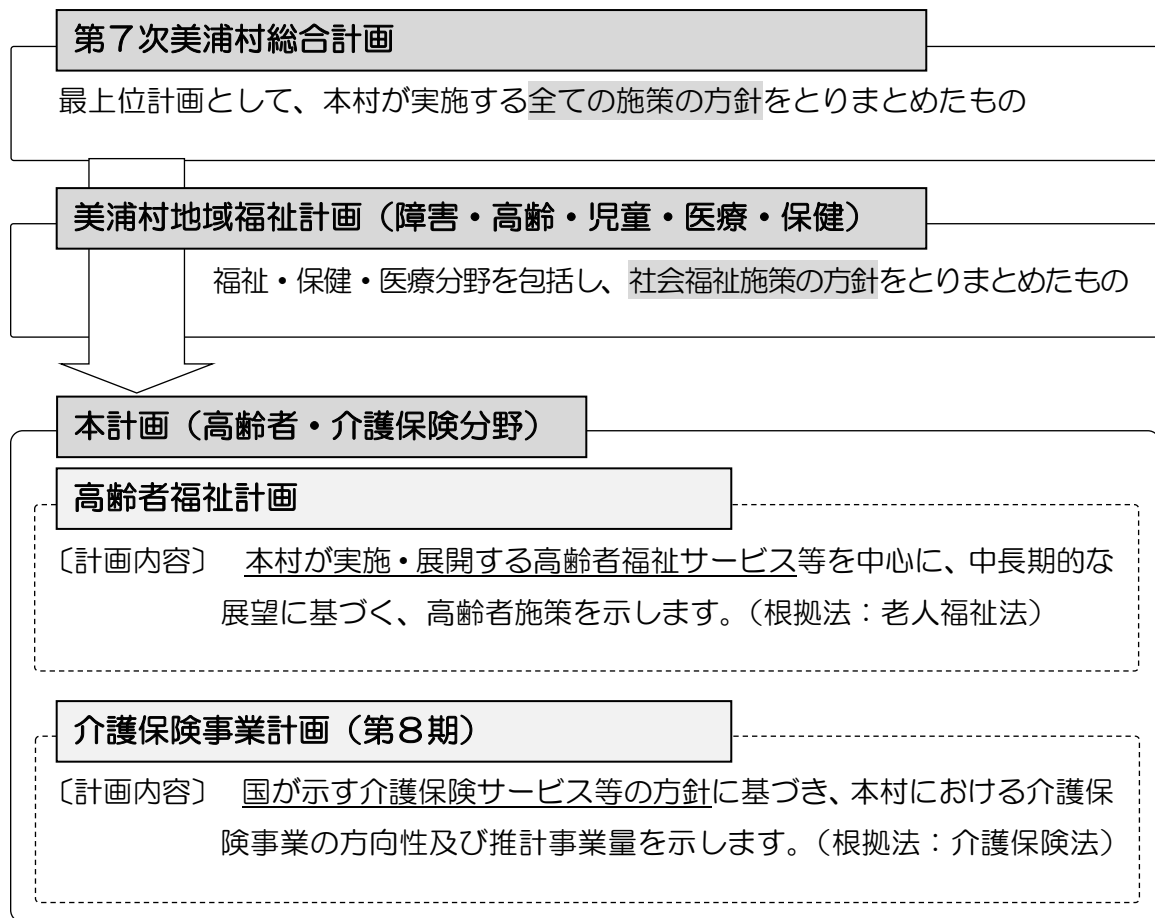 第７次美浦村総合計画
最上位計画として、本村が実施する全ての施策の方針をとりまとめたもの
美浦村地域福祉計画（障害・高齢・児童・医療・保健）
福祉・保健・医療分野を包括し、社会福祉施策の方針をとりまとめたもの
本計画（高齢者・介護保険分野）
高齢者福祉計画
〔計画内容〕　本村が実施・展開する高齢者福祉サービス等を中心に、中長期的な
展望に基づく、高齢者施策を示します。（根拠法：老人福祉法）
介護保険事業計画（第８期）
〔計画内容〕　国が示す介護保険サービス等の方針に基づき、本村における介護保
険事業の方向性及び推計事業量を示します。（根拠法：介護保険法）